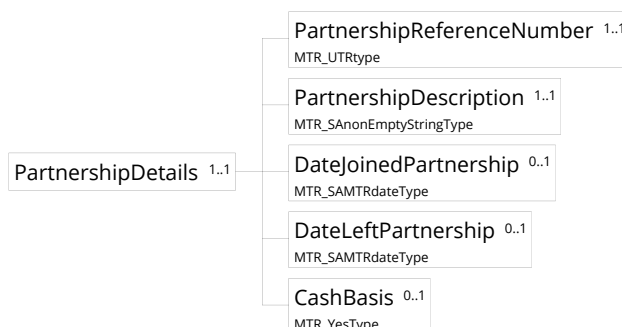 PartnershipReferenceNumber 1..1
MTR_UTRtype
PartnershipDescription 1..1
MTR_SAnonEmptyStringType
PartnershipDetails 1..1
DateJoinedPartnership 0..1
MTR_SAMTRdateType
DateLeftPartnership 0..1
MTR_SAMTRdateType
CashBasis 0..1
MTR_YesType